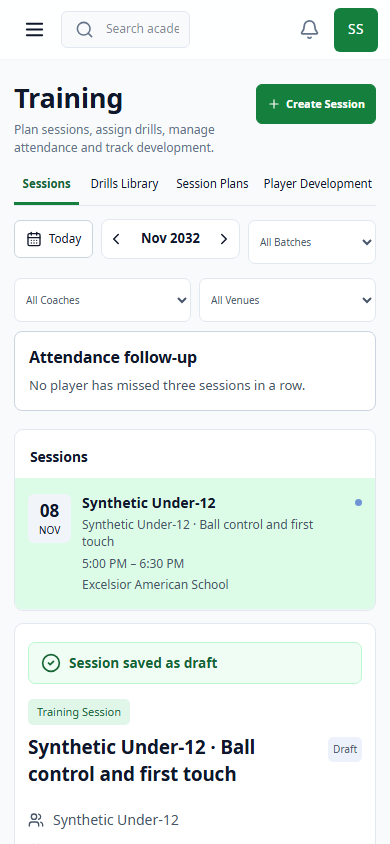 Search acade
SS
Training
Create Session
Plan sessions, assign drills, manage
attendance and track development.
Sessions
Drills Library
Session Plans
Player Development
Today
Nov 2032
All Batches
All Coaches
All Venues
Attendance follow-up
No player has missed three sessions in a row.
Sessions
08
NOV
Synthetic Under-12
Synthetic Under-12 · Ball control and first
touch
5:00 PM – 6:30 PM
Excelsior American School
Session saved as draft
Training Session
Synthetic Under-12 · Ball
control and first touch
Draft
Synthetic Under-12